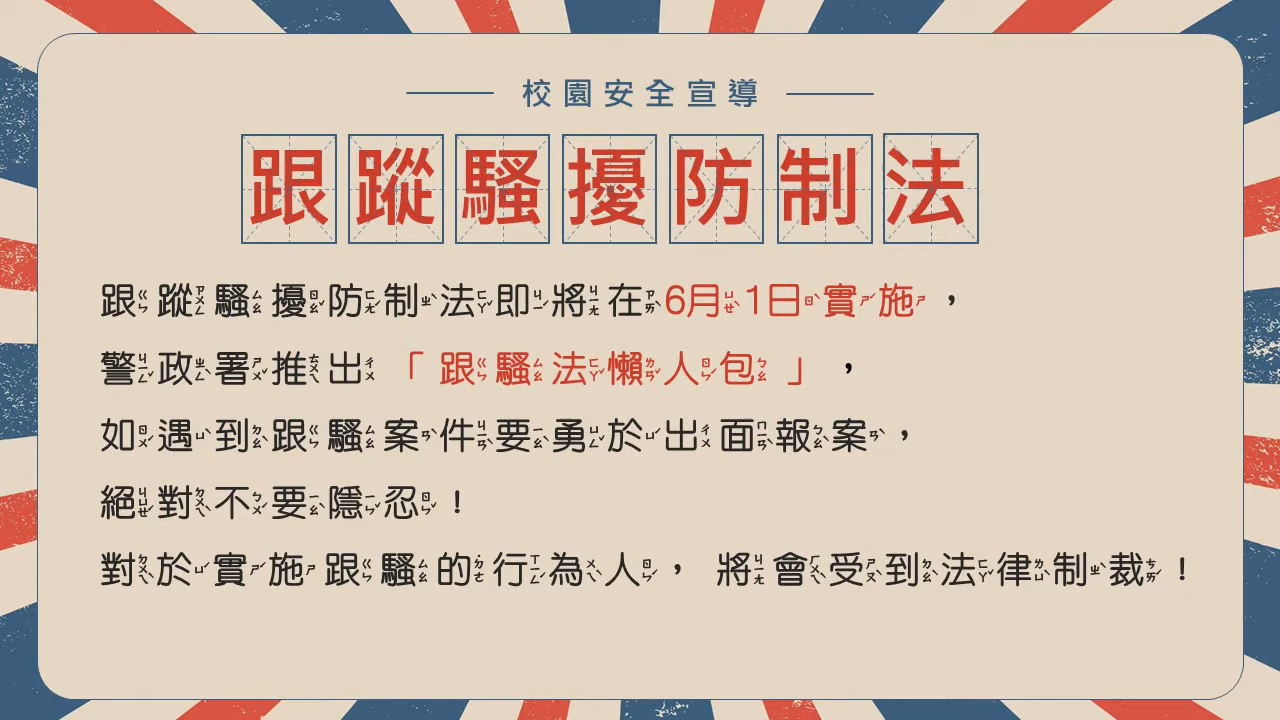 校園安全宣導
跟蹤騷擾防制法
跟蹤騷擾防制法即將在6月1日實施，
警政署推出「跟騷法懶人包」，
如遇到跟騷案件要勇於出面報案，
絕對不要隱忍！
對於實施跟騷的行為人，將會受到法律制裁！